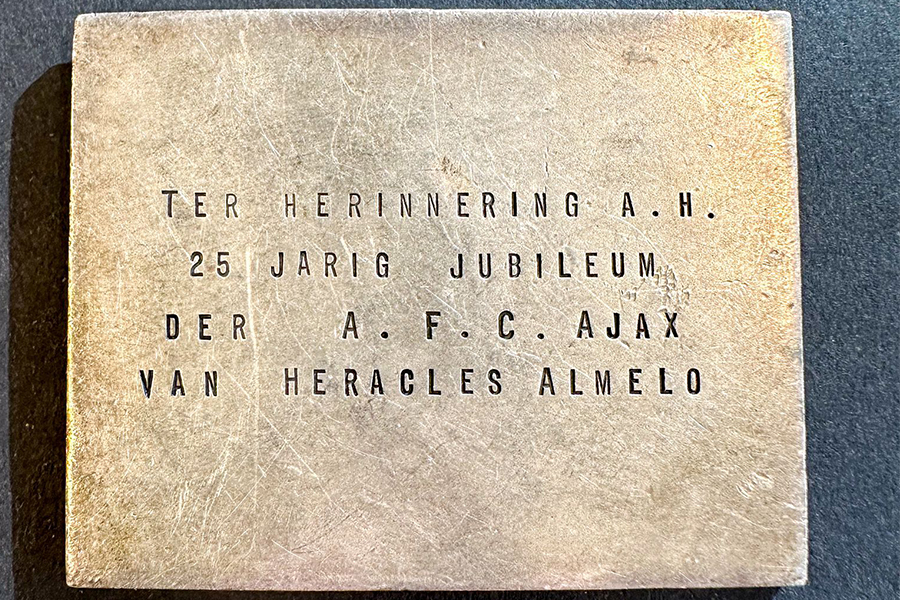 TER HERINNERING A.H.
25 JARIG JUBILEUM
DER A.F.C. AJAX
VAN HERACLES ALMELO